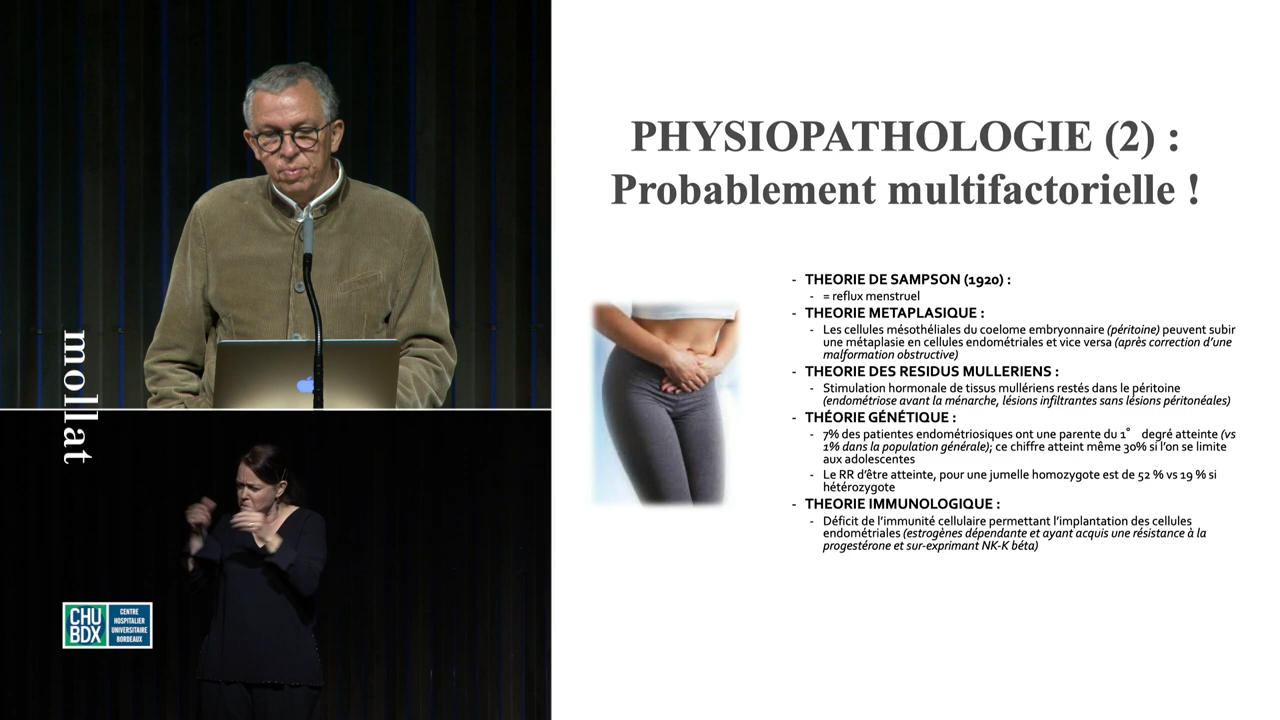 mollat
CHU
BDX
CENTRE
HOSPITALIER
UNIVERSITAIRE
BORDEAUX
PHYSIOPATHOLOGIE (2) :
Probablement multifactorielle !
- THEORIE DE SAMPSON (1920) :
- = reflux menstruel
- THEORIE METAPLASIQUE :
- Les cellules mésothéliales du coelome embryonnaire (péritoine) peuvent subir
une métaplasie en cellules endométriales et vice versa (après correction d'une
malformation obstructive)
- THEORIE DES RESIDUS MULLERIENS :
- Stimulation hormonale de tissus mullériens restés dans le péritoine
(endométriose avant la ménarche, lésions infiltrantes sans lésions péritonéales)
- THÉORIE GÉNÉTIQUE :
- 7% des patientes endométriosiques ont une parente du 1° degré atteinte (vs
1% dans la population générale); ce chiffre atteint même 30% si l'on se limite
aux adolescentes
- Le RR d'être atteinte, pour une jumelle homozygote est de 52 % vs 19 % si
hétérozygote
- THEORIE IMMUNOLOGIQUE :
- Déficit de l'immunité cellulaire permettant l'implantation des cellules
endométriales (estrogènes dépendante et ayant acquis une résistance à la
progestérone et sur-exprimant NK-K béta)